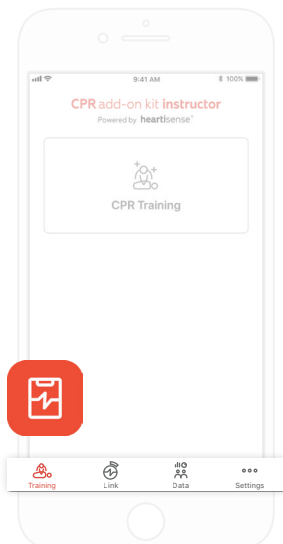 9:41 AM
100%
CPR add-on kit instructor
Powered by heartisense®
CPR Training
Training
Link
Data
Settings